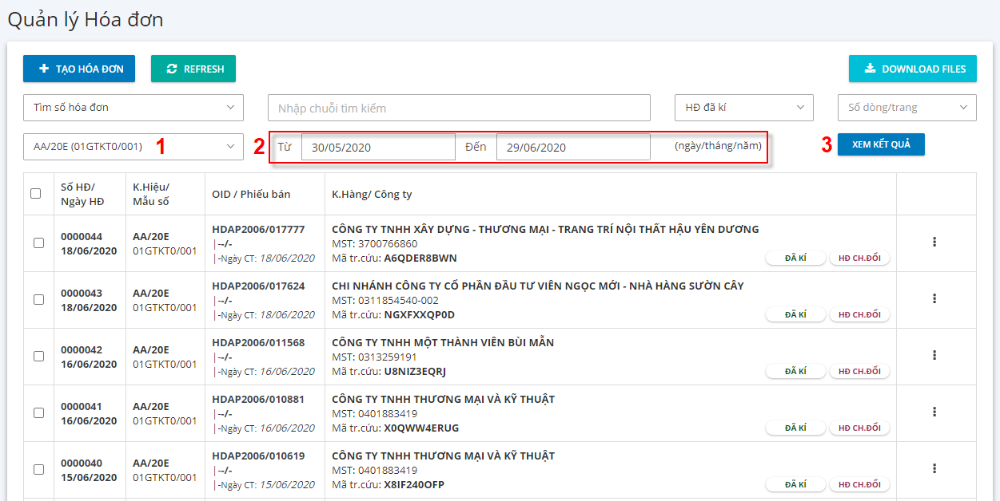 Quản lý Hóa đơn
TẠO HÓA ĐƠN REFRESH DOWNLOAD FILES
Tìm số hóa đơn Nhập chuỗi tìm kiếm HĐ đã kí Số dòng/trang
AA/20E (01GTKT0/001) 1 2 Từ 30/05/2020 Đến 29/06/2020 (ngày/tháng/năm) 3 XEM KẾT QUẢ
Số HĐ/ K.Hiệu/ OID / Phiếu bán K.Hàng/ Công ty
Ngày HĐ Mẫu số
0000044 AA/20E HDAP2006/017777 CÔNG TY TNHH XÂY DỰNG - THƯƠNG MẠI - TRANG TRÍ NỘI THẤT HẬU YÊN DƯƠNG
18/06/2020 01GTKT0/001 |--/- MST: 3700766860
|-Ngày CT: 18/06/2020 Mã tr.cứu: A6QDER8BWN ĐÃ KÍ HĐ CH.ĐỔI
0000043 AA/20E HDAP2006/017624 CHI NHÁNH CÔNG TY CỔ PHẦN ĐẦU TƯ VIÊN NGỌC MỚI - NHÀ HÀNG SƯỜN CÂY
18/06/2020 01GTKT0/001 |--/- MST: 0311854540-002
|-Ngày CT: 18/06/2020 Mã tr.cứu: NGXFXXQP0D ĐÃ KÍ HĐ CH.ĐỔI
0000042 AA/20E HDAP2006/011568 CÔNG TY TNHH MỘT THÀNH VIÊN BÙI MẪN
16/06/2020 01GTKT0/001 |--/- MST: 0313259191
|-Ngày CT: 16/06/2020 Mã tr.cứu: U8NIZ3EQRJ ĐÃ KÍ HĐ CH.ĐỔI
0000041 AA/20E HDAP2006/010881 CÔNG TY TNHH THƯƠNG MẠI VÀ KỸ THUẬT
16/06/2020 01GTKT0/001 |--/- MST: 0401883419
|-Ngày CT: 16/06/2020 Mã tr.cứu: X0QWW4ERUG ĐÃ KÍ HĐ CH.ĐỔI
0000040 AA/20E HDAP2006/010619 CÔNG TY TNHH THƯƠNG MẠI VÀ KỸ THUẬT
15/06/2020 01GTKT0/001 |--/- MST: 0401883419
|-Ngày CT: 15/06/2020 Mã tr.cứu: X8IF240OFP ĐÃ KÍ HĐ CH.ĐỔI